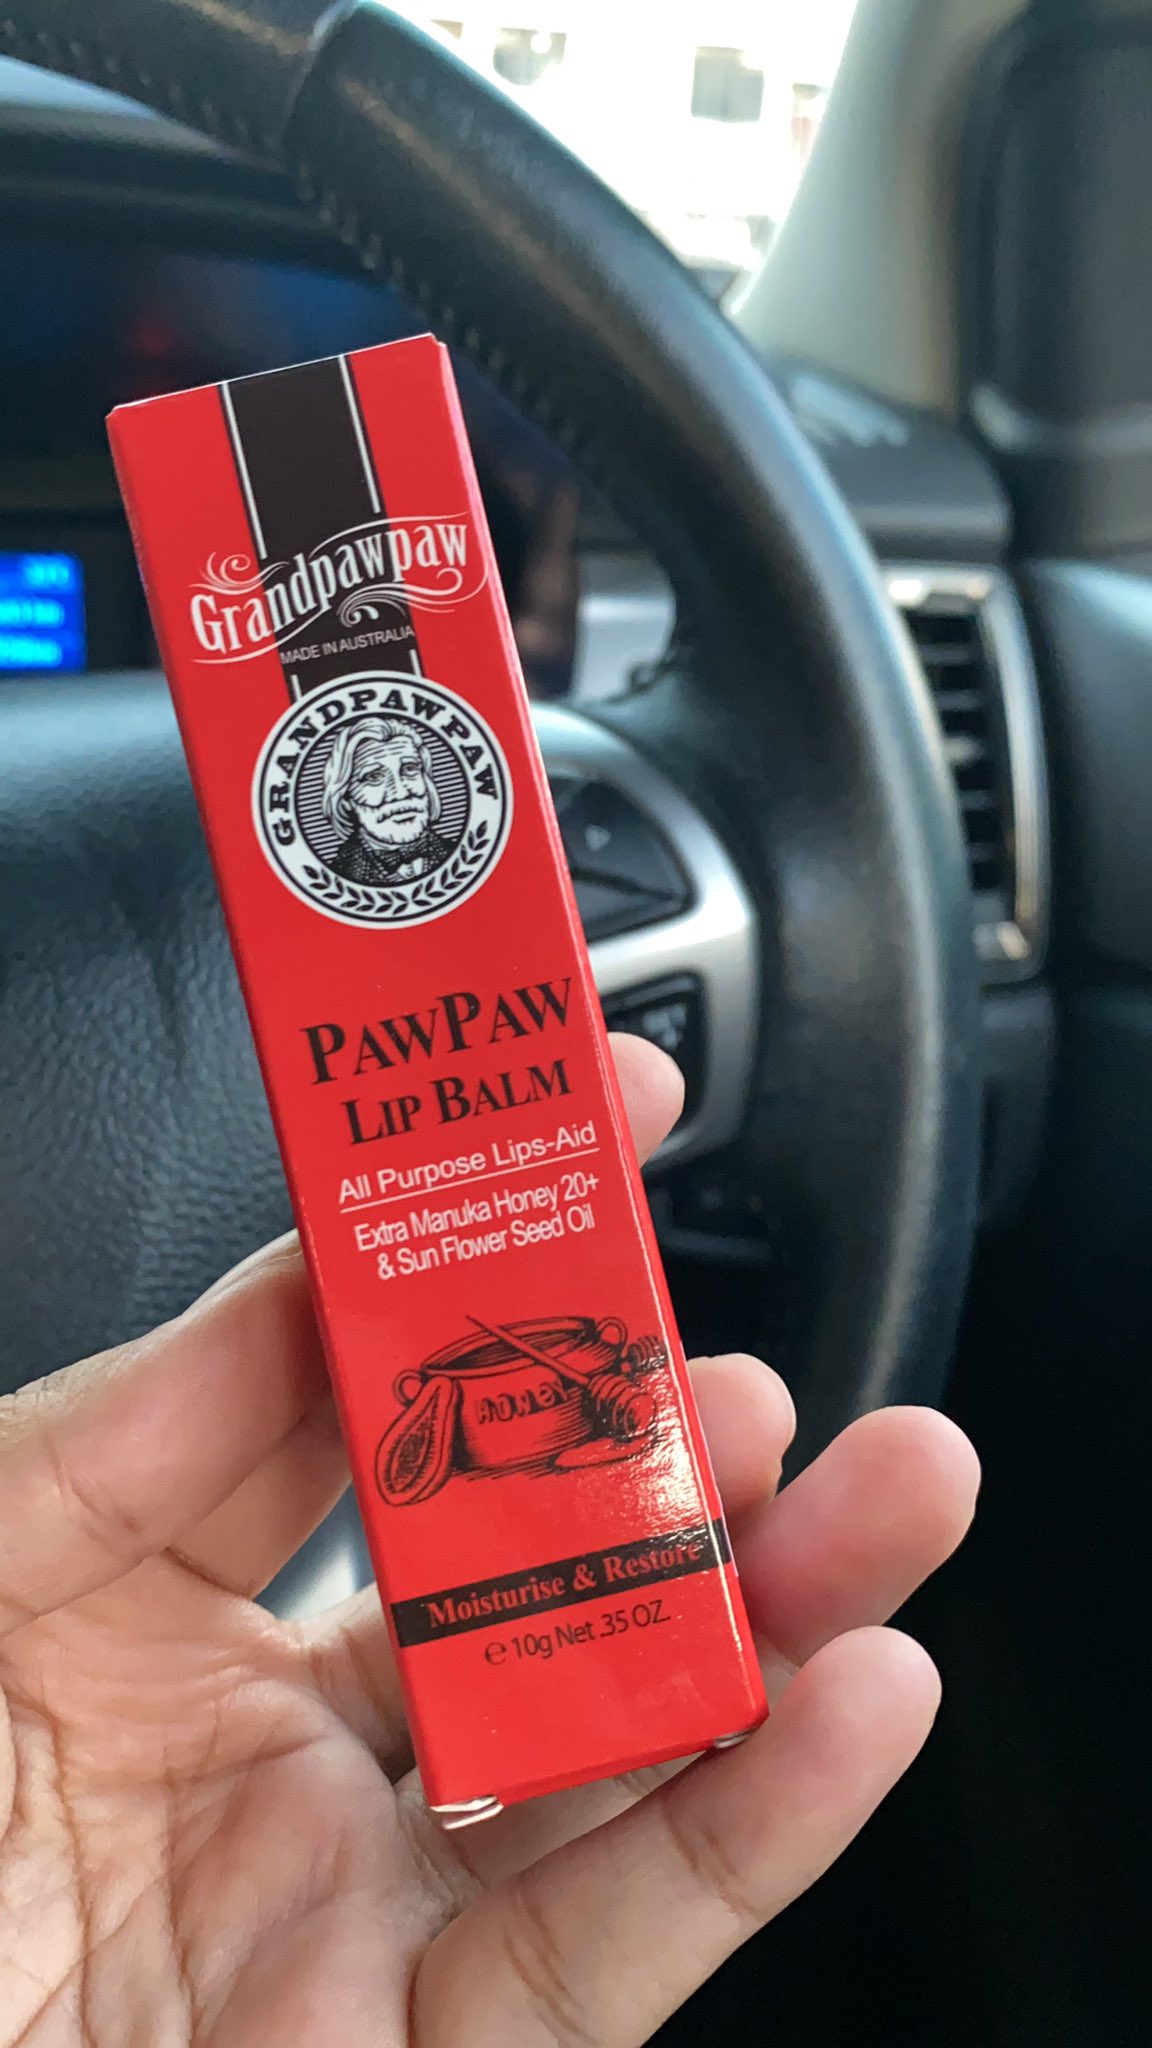 Grandpawpaw
MADE IN AUSTRALIA
GRANDPAWPAW
PAWPAW
LIP BALM
All Purpose Lips-Aid
Extra Manuka Honey 20+
& Sun Flower Seed Oil
HONEY
Moisturise & Restore
℮ 10g Net .35 OZ.